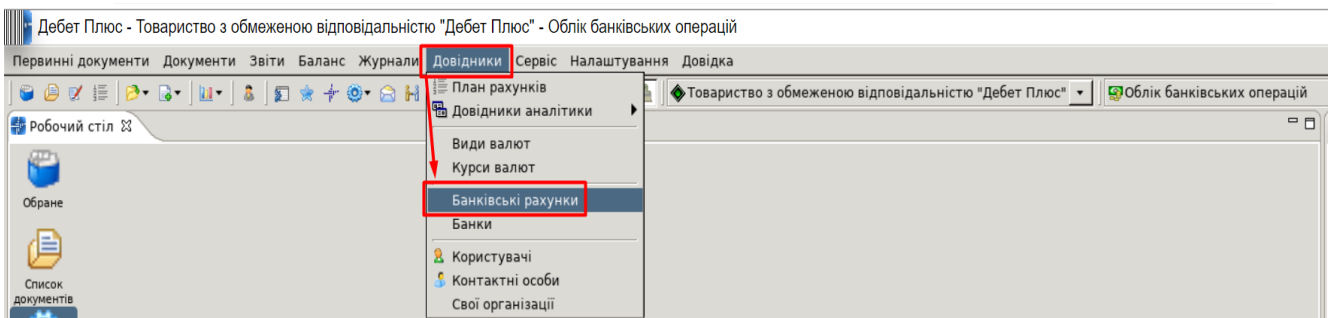 Дебет Плюс - Товариство з обмеженою відповідальністю "Дебет Плюс" - Облік банківських операцій
Первинні документи Документи Звіти Баланс Журнали Довідники Сервіс Налаштування Довідка
Товариство з обмеженою відповідальністю "Дебет Плюс" Облік банківських операцій
Робочий стіл
План рахунків
Довідники аналітики
Види валют
Курси валют
Банківські рахунки
Банки
Користувачі
Контактні особи
Свої організації
Обране
Список
документів